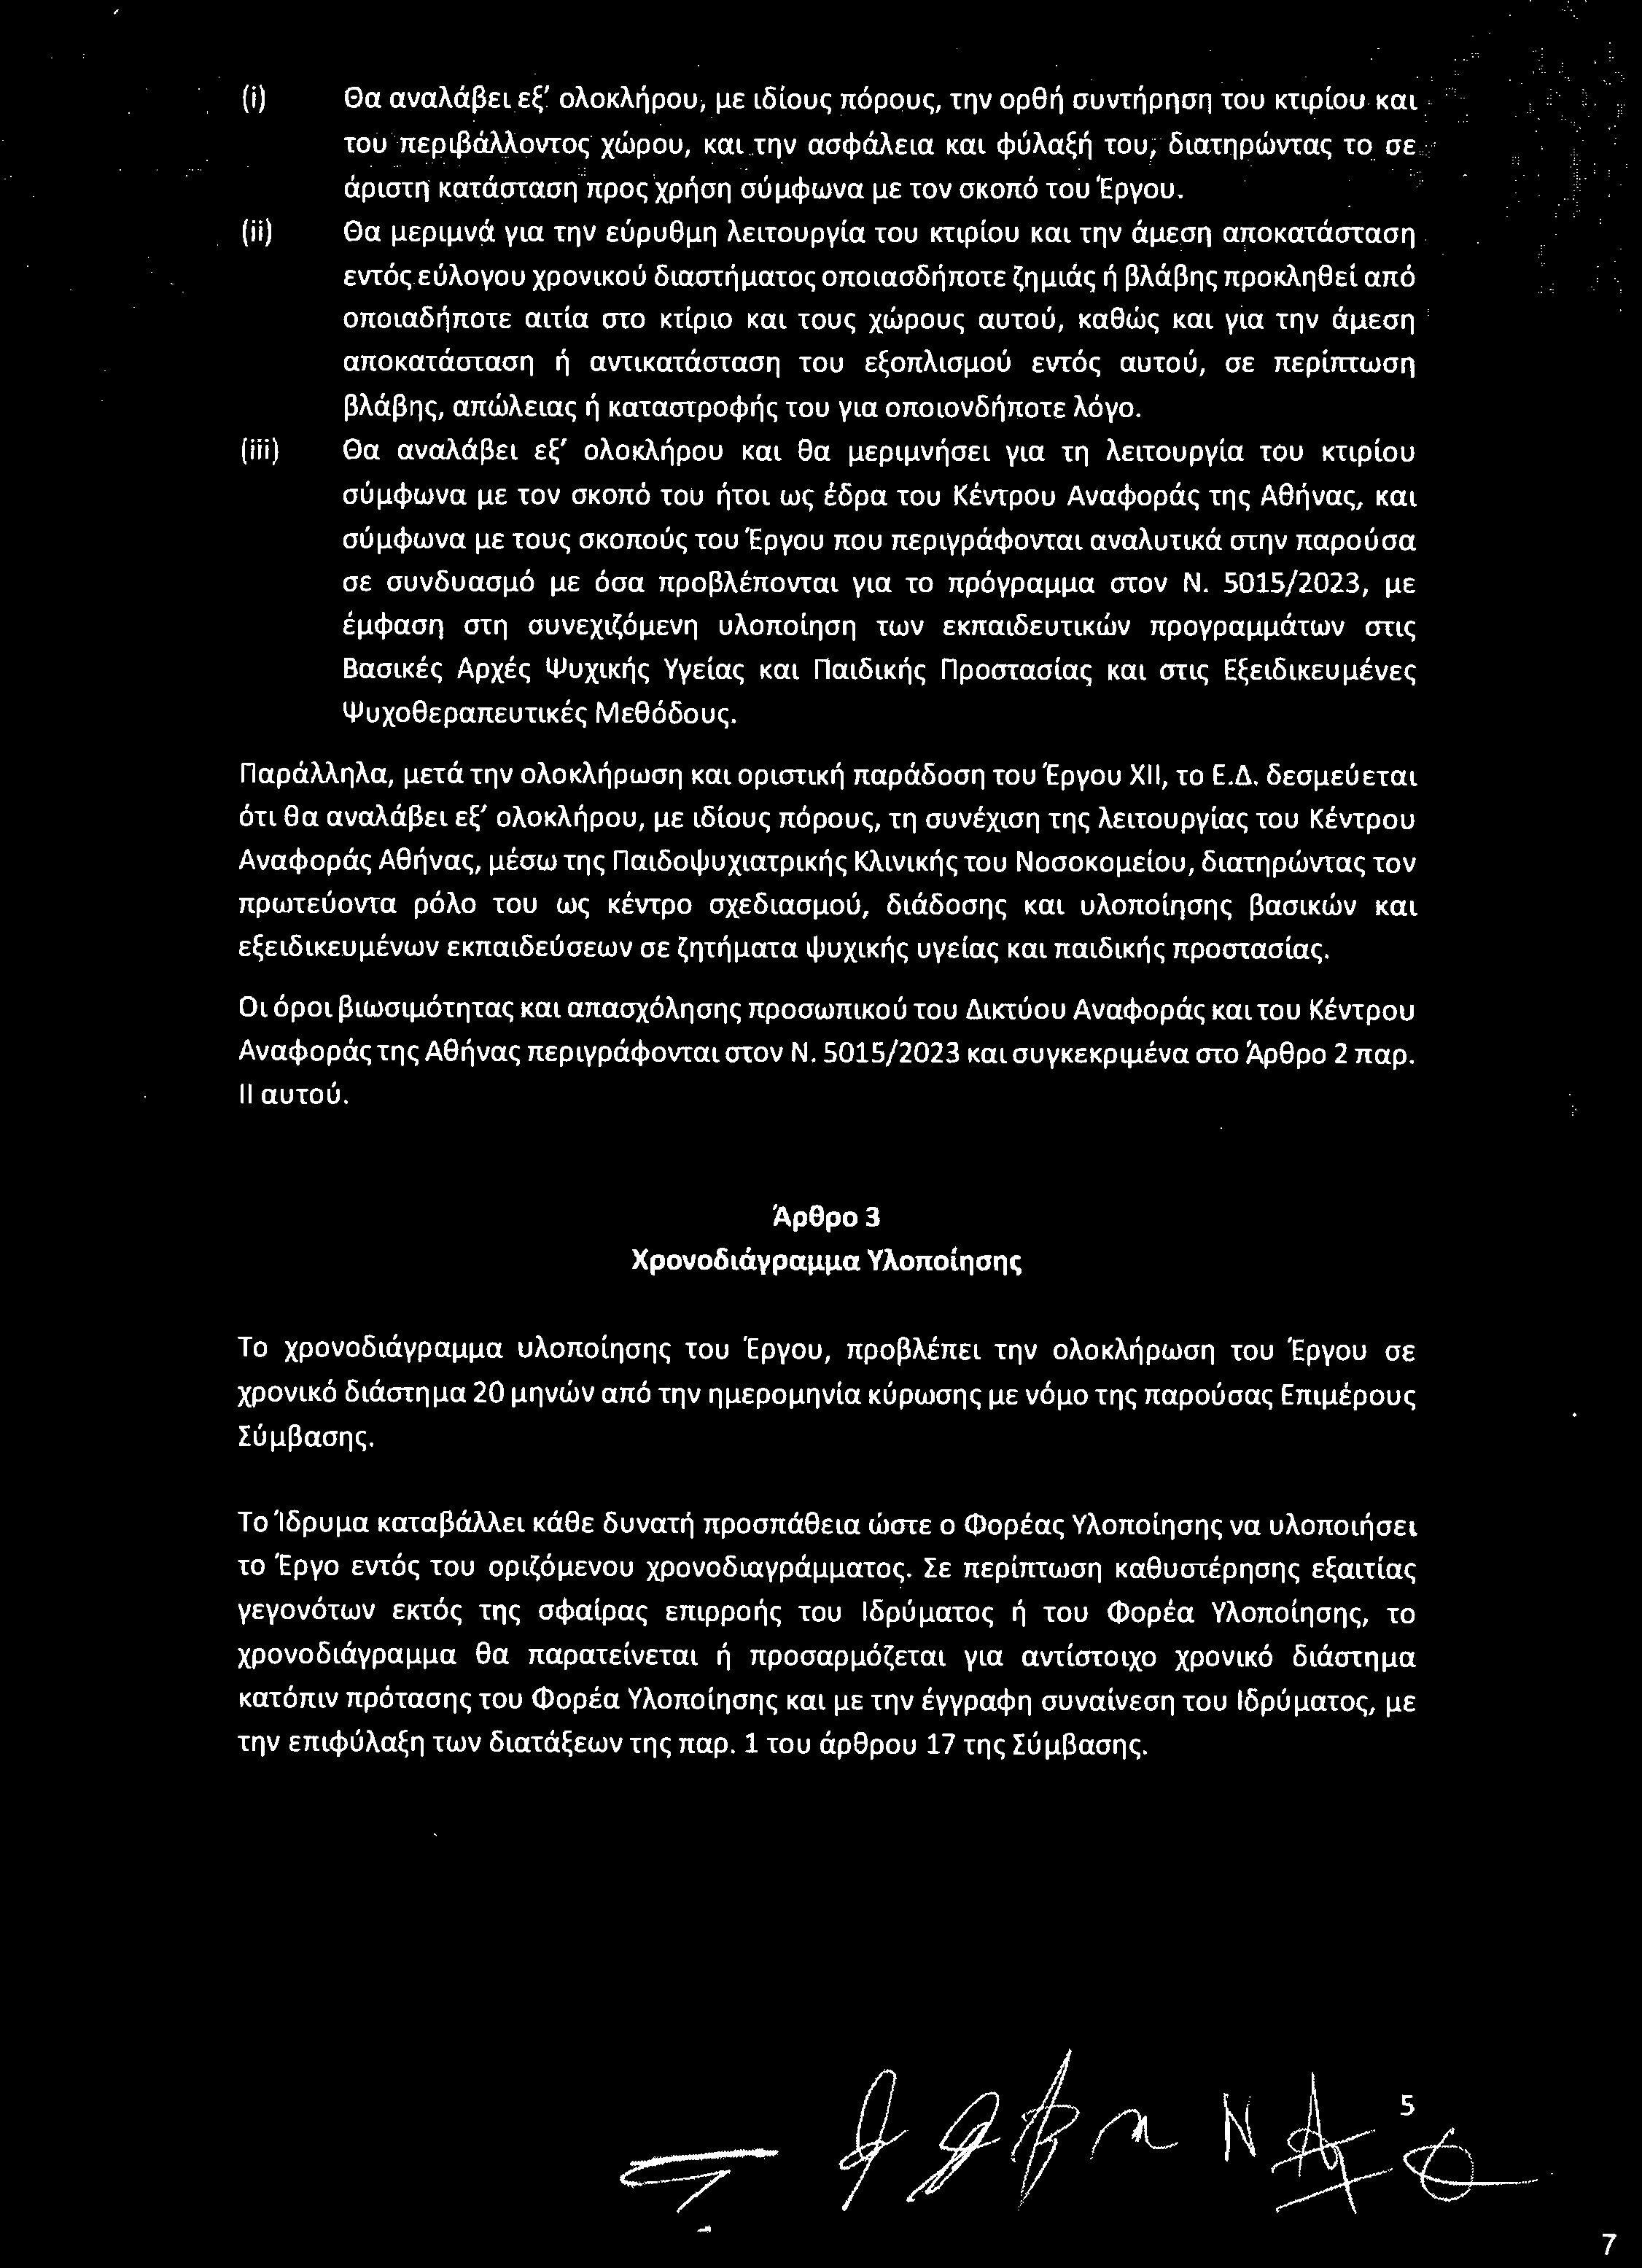 (i) Θα αναλάβει εξ' ολοκλήρου, με ιδίους πόρους, την ορθή συντήρηση του κτιρίου και
του περιβάλλοντος χώρου, και την ασφάλεια και φύλαξή του, διατηρώντας το σε
άριστη κατάσταση προς χρήση σύμφωνα με τον σκοπό του Έργου.
(ii) Θα μεριμνά για την εύρυθμη λειτουργία του κτιρίου και την άμεση αποκατάσταση
εντός εύλογου χρονικού διαστήματος οποιασδήποτε ζημιάς ή βλάβης προκληθεί από
οποιαδήποτε αιτία στο κτίριο και τους χώρους αυτού, καθώς και για την άμεση
αποκατάσταση ή αντικατάσταση του εξοπλισμού εντός αυτού, σε περίπτωση
βλάβης, απώλειας ή καταστροφής του για οποιονδήποτε λόγο.
(iii) Θα αναλάβει εξ' ολοκλήρου και θα μεριμνήσει για τη λειτουργία του κτιρίου
σύμφωνα με τον σκοπό του ήτοι ως έδρα του Κέντρου Αναφοράς της Αθήνας, και
σύμφωνα με τους σκοπούς του Έργου που περιγράφονται αναλυτικά στην παρούσα
σε συνδυασμό με όσα προβλέπονται για το πρόγραμμα στον Ν. 5015/2023, με
έμφαση στη συνεχιζόμενη υλοποίηση των εκπαιδευτικών προγραμμάτων στις
Βασικές Αρχές Ψυχικής Υγείας και Παιδικής Προστασίας και στις Εξειδικευμένες
Ψυχοθεραπευτικές Μεθόδους.
Παράλληλα, μετά την ολοκλήρωση και οριστική παράδοση του Έργου XII, το Ε.Δ. δεσμεύεται
ότι θα αναλάβει εξ' ολοκλήρου, με ιδίους πόρους, τη συνέχιση της λειτουργίας του Κέντρου
Αναφοράς Αθήνας, μέσω της Παιδοψυχιατρικής Κλινικής του Νοσοκομείου, διατηρώντας τον
πρωτεύοντα ρόλο του ως κέντρο σχεδιασμού, διάδοσης και υλοποίησης βασικών και
εξειδικευμένων εκπαιδεύσεων σε ζητήματα ψυχικής υγείας και παιδικής προστασίας.
Οι όροι βιωσιμότητας και απασχόλησης προσωπικού του Δικτύου Αναφοράς και του Κέντρου
Αναφοράς της Αθήνας περιγράφονται στον Ν. 5015/2023 και συγκεκριμένα στο Άρθρο 2 παρ.
II αυτού.
Άρθρο 3
Χρονοδιάγραμμα Υλοποίησης
Το χρονοδιάγραμμα υλοποίησης του Έργου, προβλέπει την ολοκλήρωση του Έργου σε
χρονικό διάστημα 20 μηνών από την ημερομηνία κύρωσης με νόμο της παρούσας Επιμέρους
Σύμβασης.
Το Ίδρυμα καταβάλλει κάθε δυνατή προσπάθεια ώστε ο Φορέας Υλοποίησης να υλοποιήσει
το Έργο εντός του οριζόμενου χρονοδιαγράμματος. Σε περίπτωση καθυστέρησης εξαιτίας
γεγονότων εκτός της σφαίρας επιρροής του Ιδρύματος ή του Φορέα Υλοποίησης, το
χρονοδιάγραμμα θα παρατείνεται ή προσαρμόζεται για αντίστοιχο χρονικό διάστημα
κατόπιν πρότασης του Φορέα Υλοποίησης και με την έγγραφη συναίνεση του Ιδρύματος, με
την επιφύλαξη των διατάξεων της παρ. 1 του άρθρου 17 της Σύμβασης.
5
7